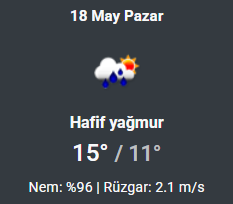 18 May Pazar
Hafif yağmur
15° / 11°
Nem: %96 | Rüzgar: 2.1 m/s